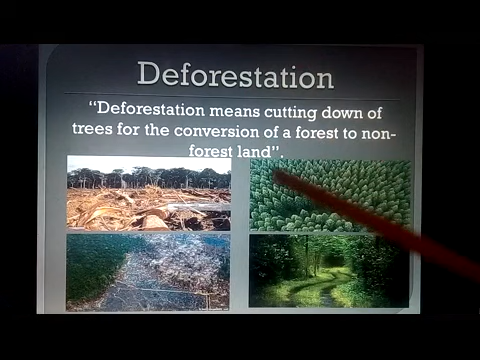 Deforestation
“Deforestation means cutting down of
trees for the conversion of a forest to non-
forest land”.